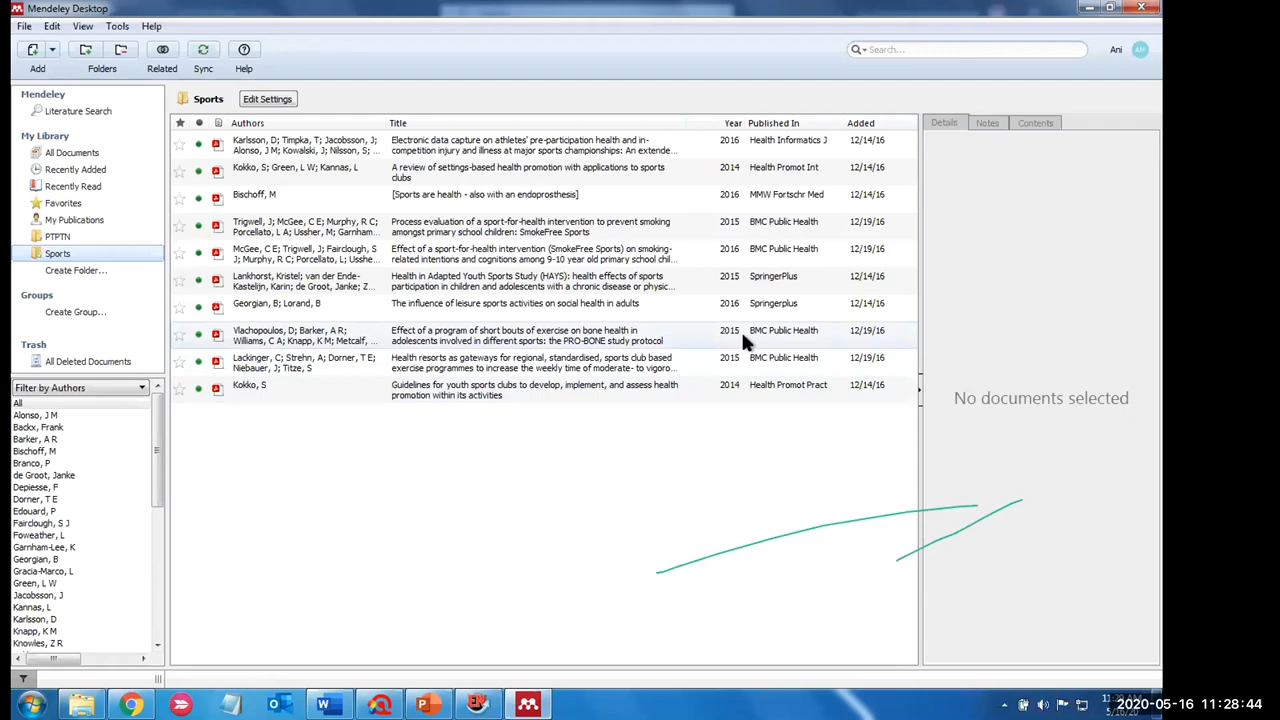 Mendeley Desktop
File Edit View Tools Help
Add Folders Related Sync Help
Search...
Ani AM
Mendeley
Literature Search
My Library
All Documents
Recently Added
Recently Read
Favorites
My Publications
PTPTN
Sports
Create Folder...
Groups
Create Group...
Trash
All Deleted Documents
Filter by Authors
All
Alonso, J M
Backx, Frank
Barker, A R
Bischoff, M
Branco, P
de Groot, Janke
Depiesse, F
Dorner, T E
Edouard, P
Fairclough, S J
Foweather, L
Garnham-Lee, K
Georgian, B
Gracia-Marco, L
Green, L W
Jacobsson, J
Kannas, L
Karlsson, D
Knapp, K M
Knowles, Z R
Sports Edit Settings
Authors Title Year Published In Added
Karlsson, D; Timpka, T; Jacobsson, J; Electronic data capture on athletes' pre-participation health and in- 2016 Health Informatics J 12/14/16
Alonso, J M; Kowalski, J; Nilsson, S; ... competition injury and illness at major sports championships: An extende...
Kokko, S; Green, L W; Kannas, L A review of settings-based health promotion with applications to sports 2014 Health Promot Int 12/14/16
clubs
Bischoff, M [Sports are health - also with an endoprosthesis] 2016 MMW Fortschr Med 12/14/16
Trigwell, J; McGee, C E; Murphy, R C; Process evaluation of a sport-for-health intervention to prevent smoking 2015 BMC Public Health 12/19/16
Porcellato, L A; Ussher, M; Garnham... amongst primary school children: SmokeFree Sports
McGee, C E; Trigwell, J; Fairclough, S Effect of a sport-for-health intervention (SmokeFree Sports) on smoking- 2016 BMC Public Health 12/19/16
J; Murphy, R C; Porcellato, L A; Usshe... related intentions and cognitions among 9-10 year old primary school chil...
Lankhorst, Kristel; van der Ende- Health in Adapted Youth Sports Study (HAYS): health effects of sports 2015 SpringerPlus 12/14/16
Kastelijn, Karin; de Groot, Janke; Z... participation in children and adolescents with a chronic disease or physic...
Georgian, B; Lorand, B The influence of leisure sports activities on social health in adults 2016 Springerplus 12/14/16
Vlachopoulos, D; Barker, A R; Effect of a program of short bouts of exercise on bone health in 2015 BMC Public Health 12/19/16
Williams, C A; Knapp, K M; Metcalf, ... adolescents involved in different sports: the PRO-BONE study protocol
Lackinger, C; Strehn, A; Dorner, T E; Health resorts as gateways for regional, standardised, sports club based 2015 BMC Public Health 12/19/16
Niebauer, J; Titze, S exercise programmes to increase the weekly time of moderate- to vigoro...
Kokko, S Guidelines for youth sports clubs to develop, implement, and assess health 2014 Health Promot Pract 12/14/16
promotion within its activities
Details Notes Contents
No documents selected
2020-05-16 11:28:44